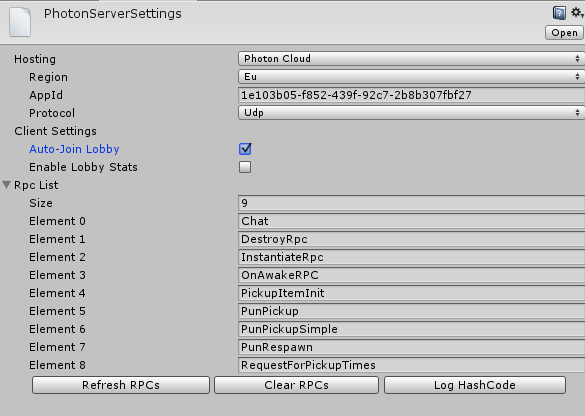 PhotonServerSettings
Open
Hosting Photon Cloud
Region Eu
AppId 1e103b05-f852-439f-92c7-2b8b307fbf27
Protocol Udp
Client Settings
Auto-Join Lobby
Enable Lobby Stats
Rpc List
Size 9
Element 0 Chat
Element 1 DestroyRpc
Element 2 InstantiateRpc
Element 3 OnAwakeRPC
Element 4 PickupItemInit
Element 5 PunPickup
Element 6 PunPickupSimple
Element 7 PunRespawn
Element 8 RequestForPickupTimes
Refresh RPCs Clear RPCs Log HashCode